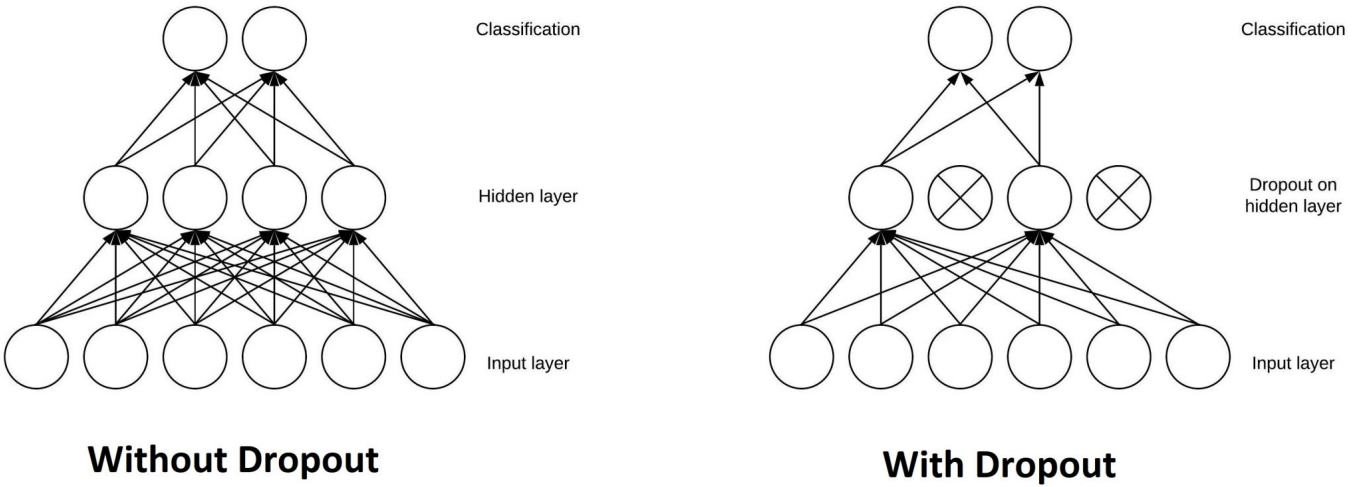 Classification
Hidden layer
Input layer
Without Dropout
Classification
Dropout on
hidden layer
Input layer
With Dropout